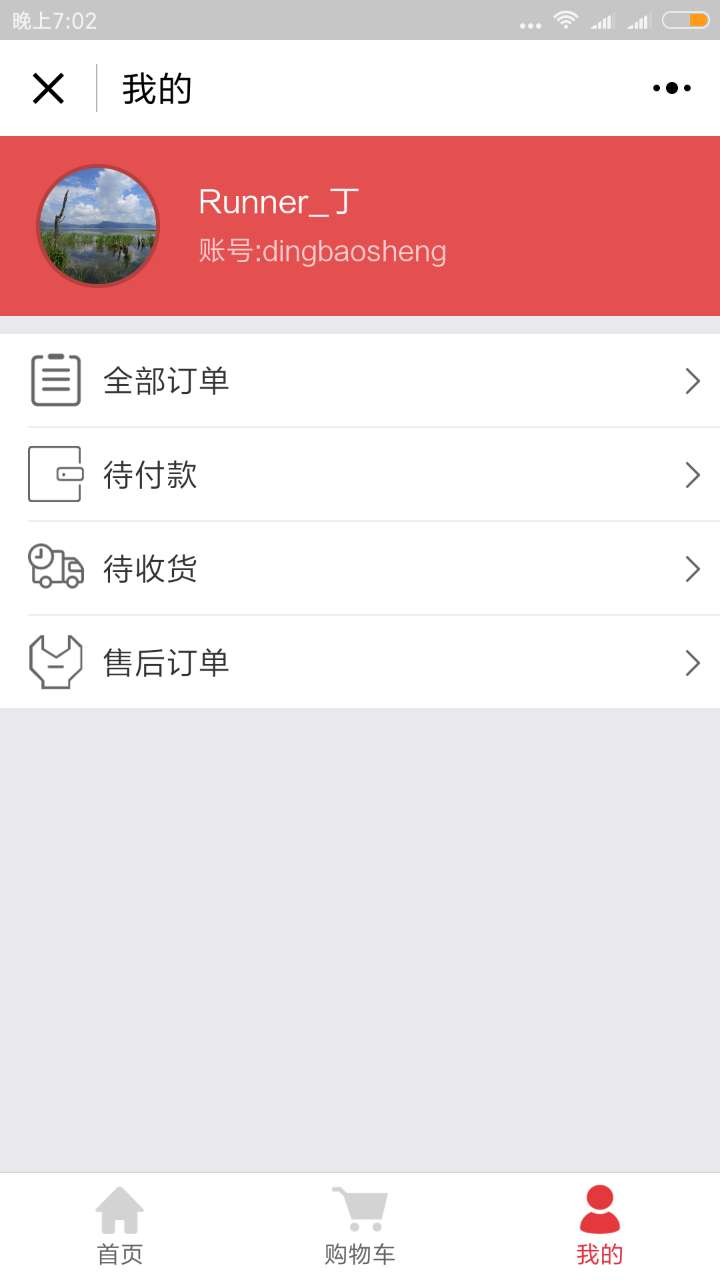 晚上7:02
我的
Runner_丁
账号:dingbaosheng
全部订单
待付款
待收货
售后订单
首页
购物车
我的